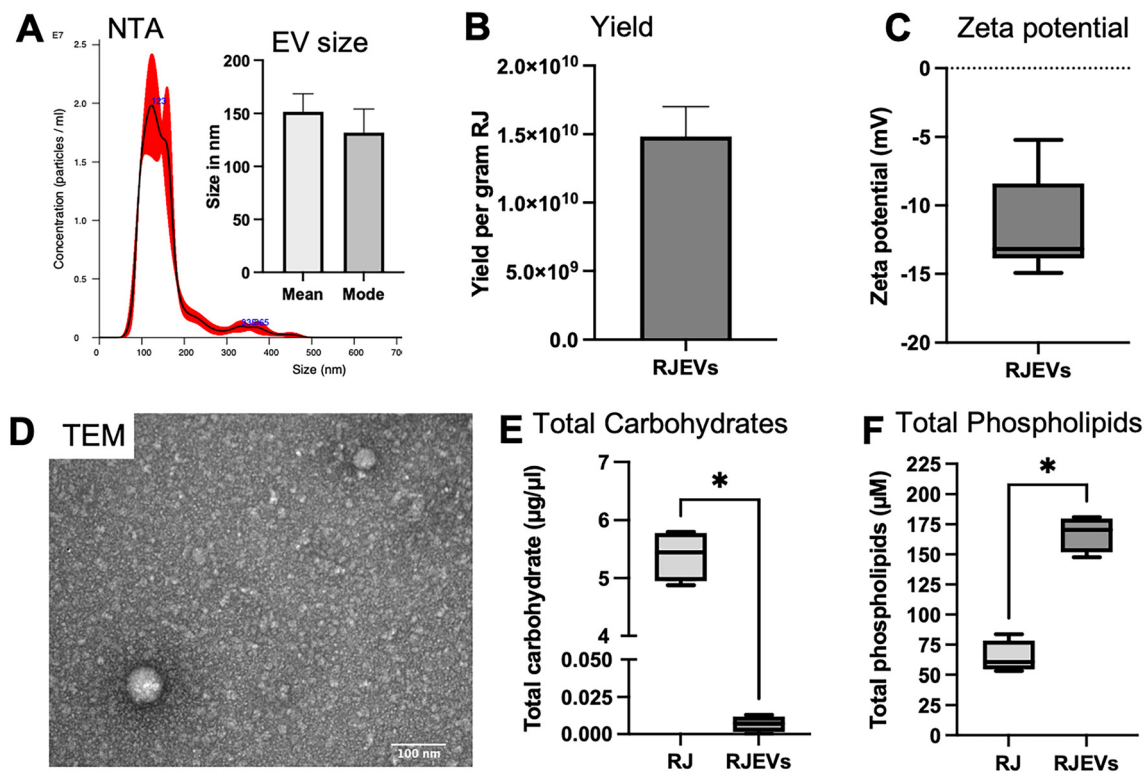 A NTA
E7
2.5
2.0
1.5
1.0
0.5
0
Concentration (particles / ml)
123
0 100 200 300 400 500 600 70
Size (nm)
EV size
200
150
100
50
0
Size in nm
Mean Mode
B Yield
2.0×10¹⁰
1.5×10¹⁰
1.0×10¹⁰
5.0×10⁹
0.0
Yield per gram RJ
RJEVs
C Zeta potential
0
-5
-10
-15
-20
Zeta potential (mV)
RJEVs
D TEM
100 nm
E Total Carbohydrates
7
6
5
4
0.050
0.025
0.000
Total carbohydrate (µg/µl)
*
RJ RJEVs
F Total Phospholipids
225
200
175
150
125
100
75
50
25
0
Total phospholipids (µM)
*
RJ RJEVs